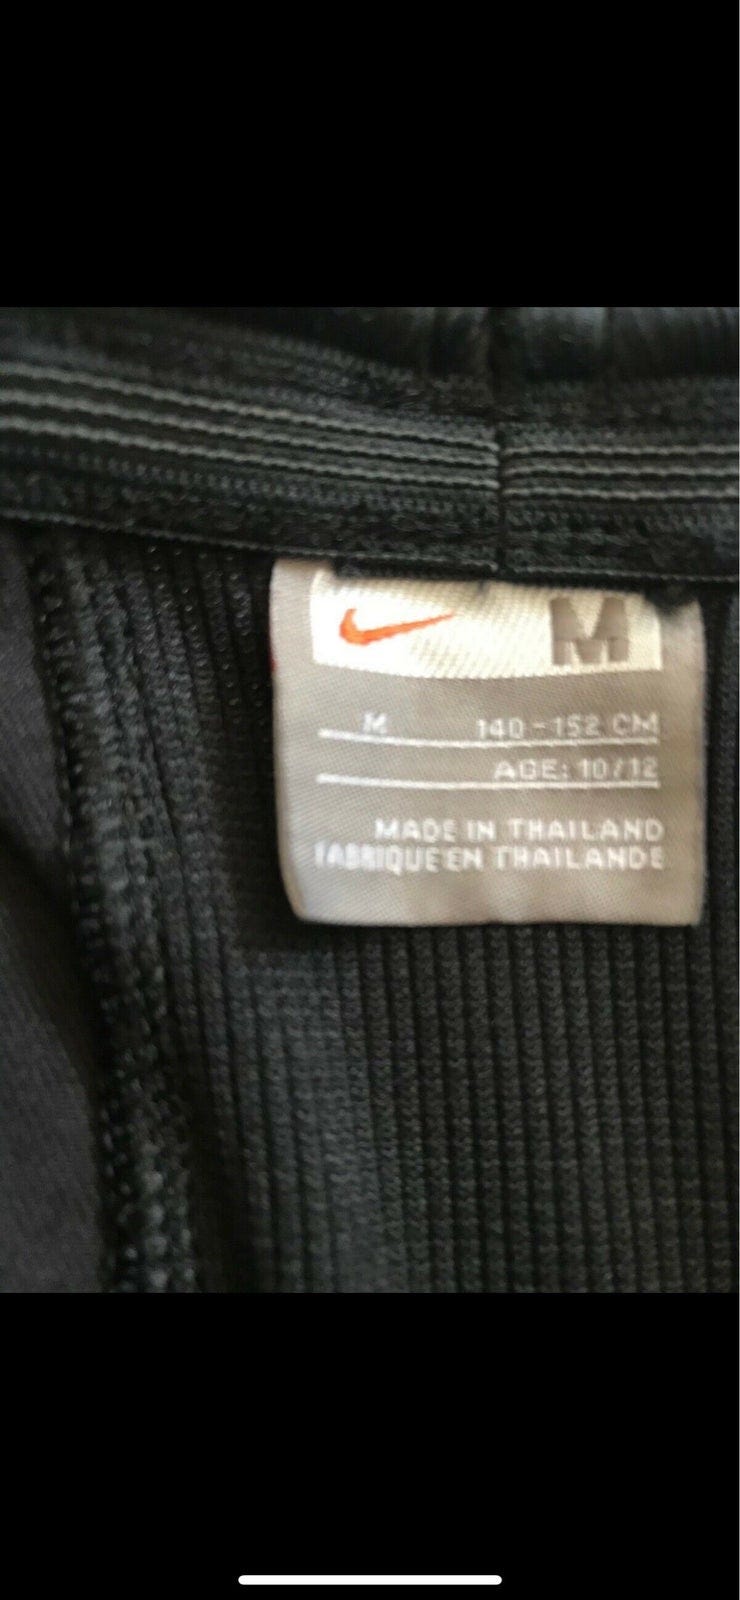 M
M 140-152 CM
AGE: 10/12
MADE IN THAILAND
FABRIQUE EN THAILANDE